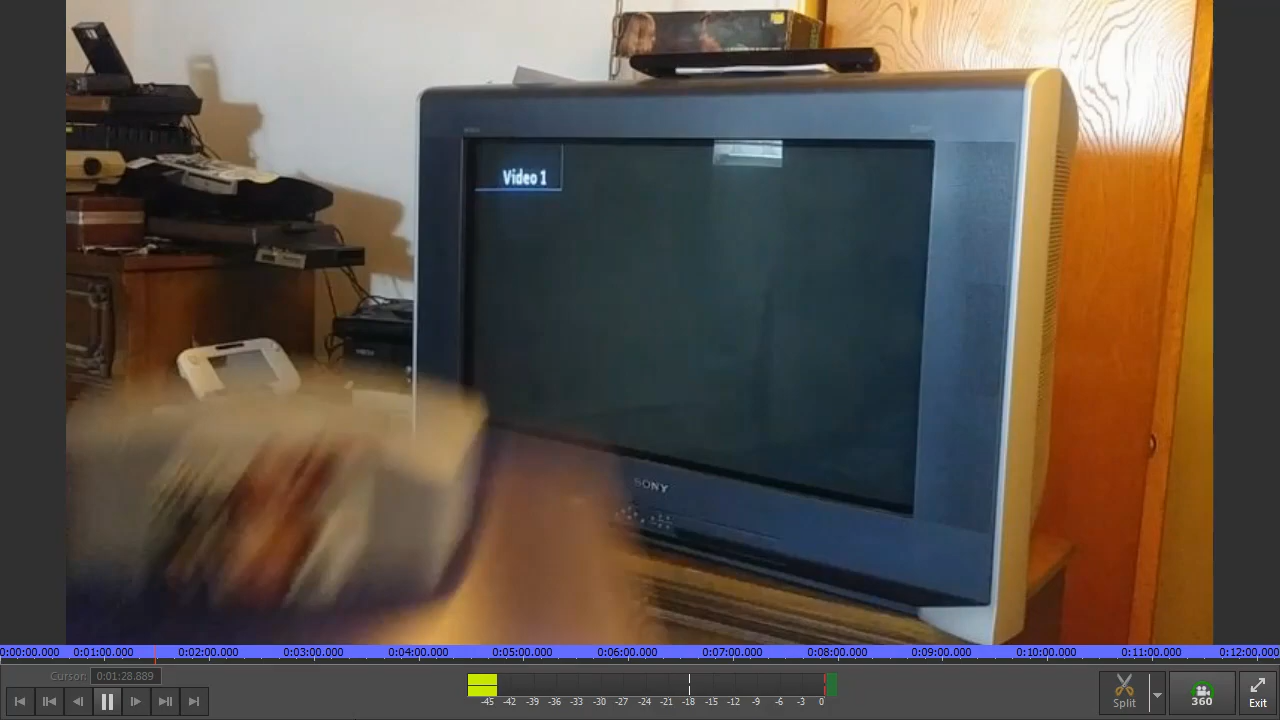 Video 1
SONY
0:00:00.000 0:01:00.000 0:02:00.000 0:03:00.000 0:04:00.000 0:05:00.000 0:06:00.000 0:07:00.000 0:08:00.000 0:09:00.000 0:10:00.000 0:11:00.000 0:12:00.000
Cursor: 0:01:28.889
-45 -42 -39 -36 -33 -30 -27 -24 -21 -18 -15 -12 -9 -6 -3 0
Split
360
Exit